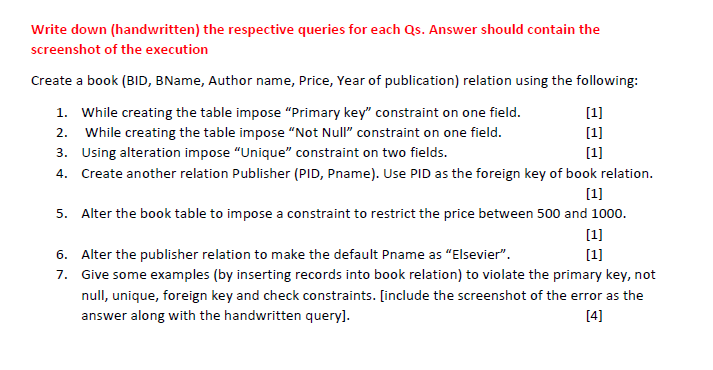 Write down (handwritten) the respective queries for each Qs. Answer should contain the
screenshot of the execution
Create a book (BID, BName, Author name, Price, Year of publication) relation using the following:
1. While creating the table impose “Primary key” constraint on one field. [1]
2. While creating the table impose “Not Null” constraint on one field. [1]
3. Using alteration impose “Unique” constraint on two fields. [1]
4. Create another relation Publisher (PID, Pname). Use PID as the foreign key of book relation.
[1]
5. Alter the book table to impose a constraint to restrict the price between 500 and 1000.
[1]
6. Alter the publisher relation to make the default Pname as “Elsevier”. [1]
7. Give some examples (by inserting records into book relation) to violate the primary key, not
null, unique, foreign key and check constraints. [include the screenshot of the error as the
answer along with the handwritten query]. [4]